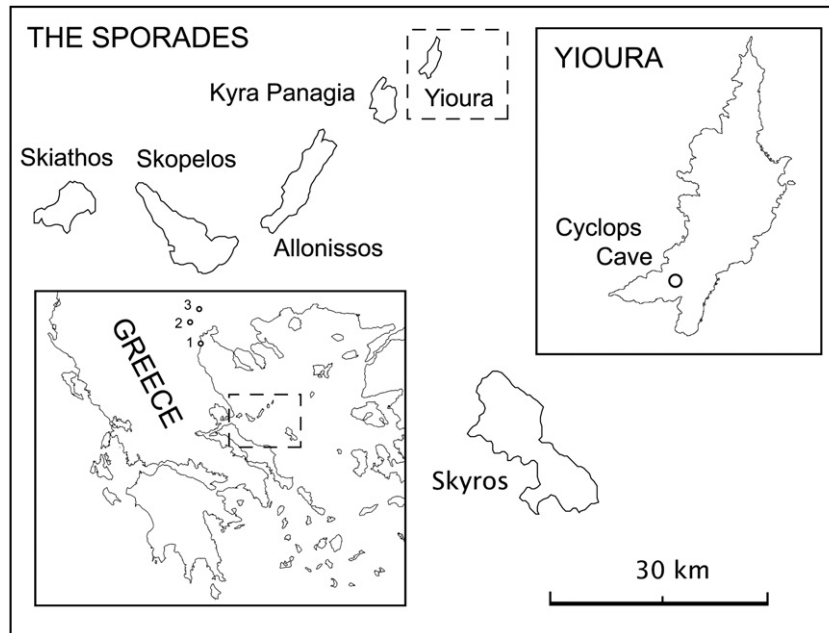 THE SPORADES
Kyra Panagia
Yioura
Skiathos
Skopelos
Allonissos
YIOURA
Cyclops
Cave
3
2
1
GREECE
Skyros
30 km